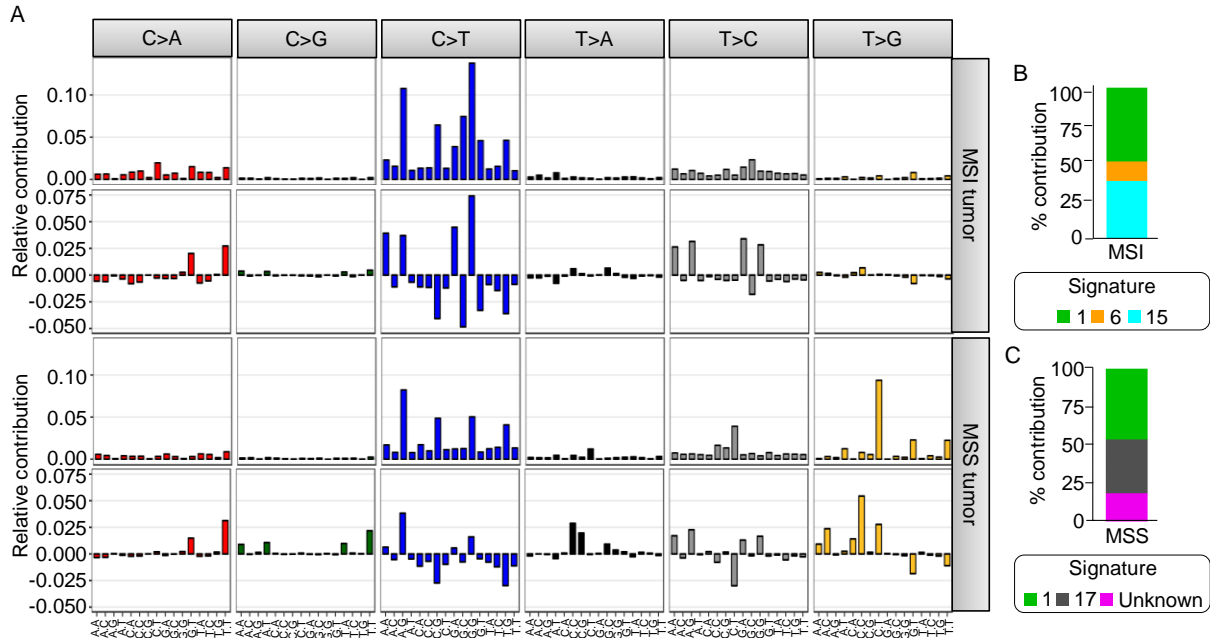 A
C>A C>G C>T T>A T>C T>G
Relative contribution
0.10
0.05
0.00
MSI tumor
0.075
0.050
0.025
0.000
-0.025
-0.050
Relative contribution
0.10
0.05
0.00
MSS tumor
0.075
0.050
0.025
0.000
-0.025
-0.050
B
% contribution
100
75
50
25
0
MSI
Signature
1 6 15
C
% contribution
100
75
50
25
0
MSS
Signature
1 17 Unknown